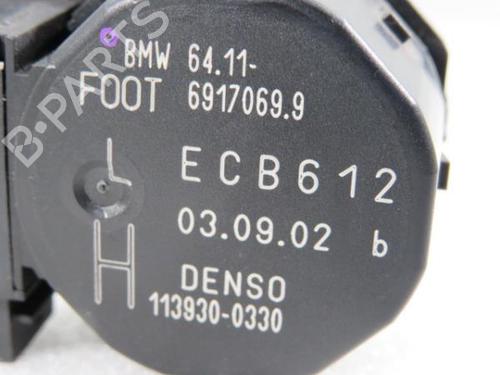 BMW 64.11-
FOOT 6917069.9
L ECB612
03.09.02 b
H DENSO
113930-0330
B-PARTS